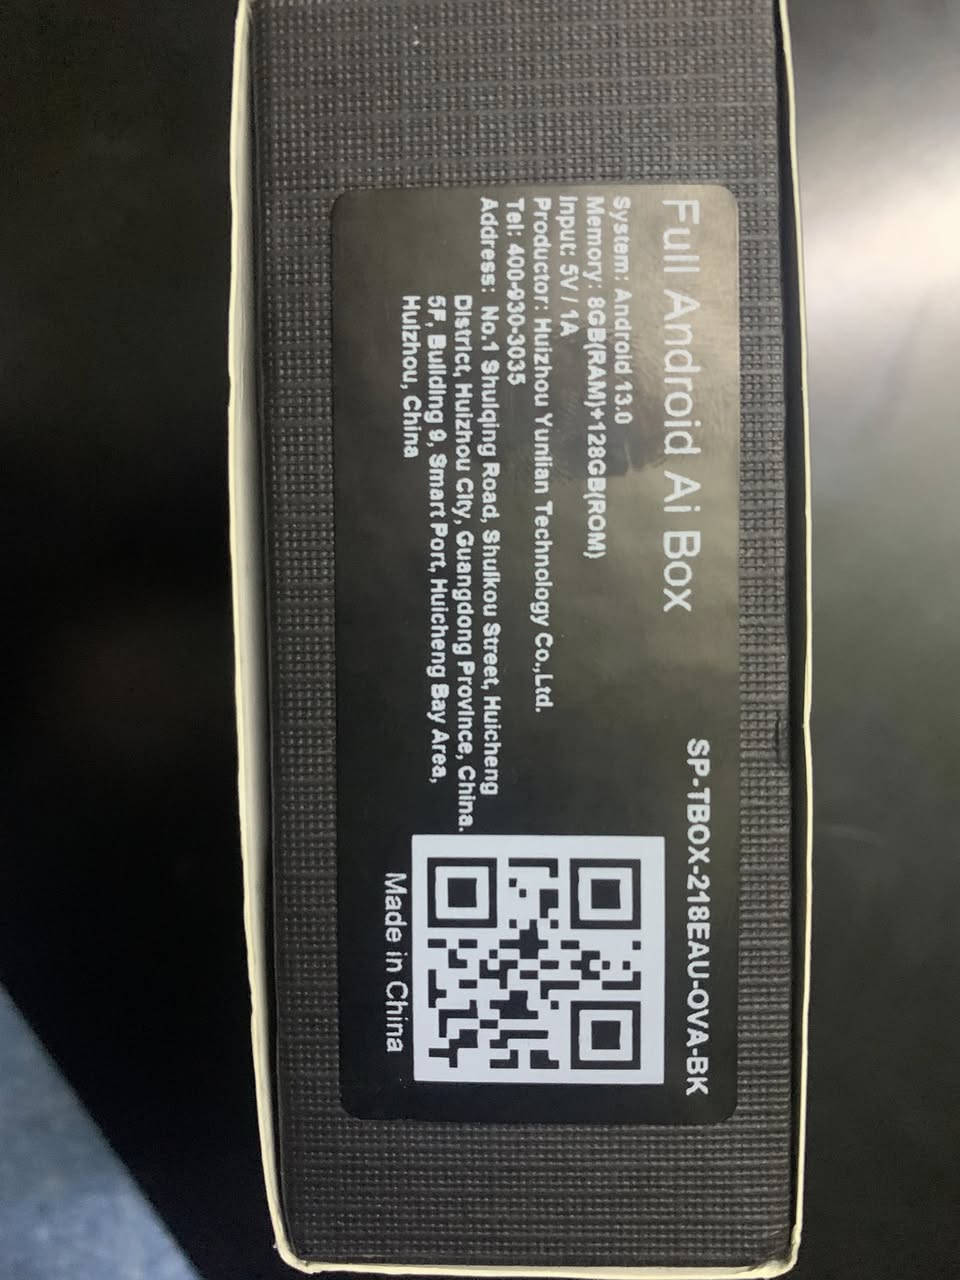 Full Android Ai Box
SP-TBOX-218EAU-OVA-BK
System: Android 13.0
Memory: 8GB(RAM)+128GB(ROM)
Input: 5V / 1A
Productor: Huizhou Yunlian Technology Co.,Ltd.
Tel: 400-930-3035
Address: No.1 Shuiqing Road, Shuikou Street, Huicheng
District, Huizhou City, Guangdong Province, China.
5F, Building 9, Smart Port, Huicheng Bay Area,
Huizhou, China
Made in China